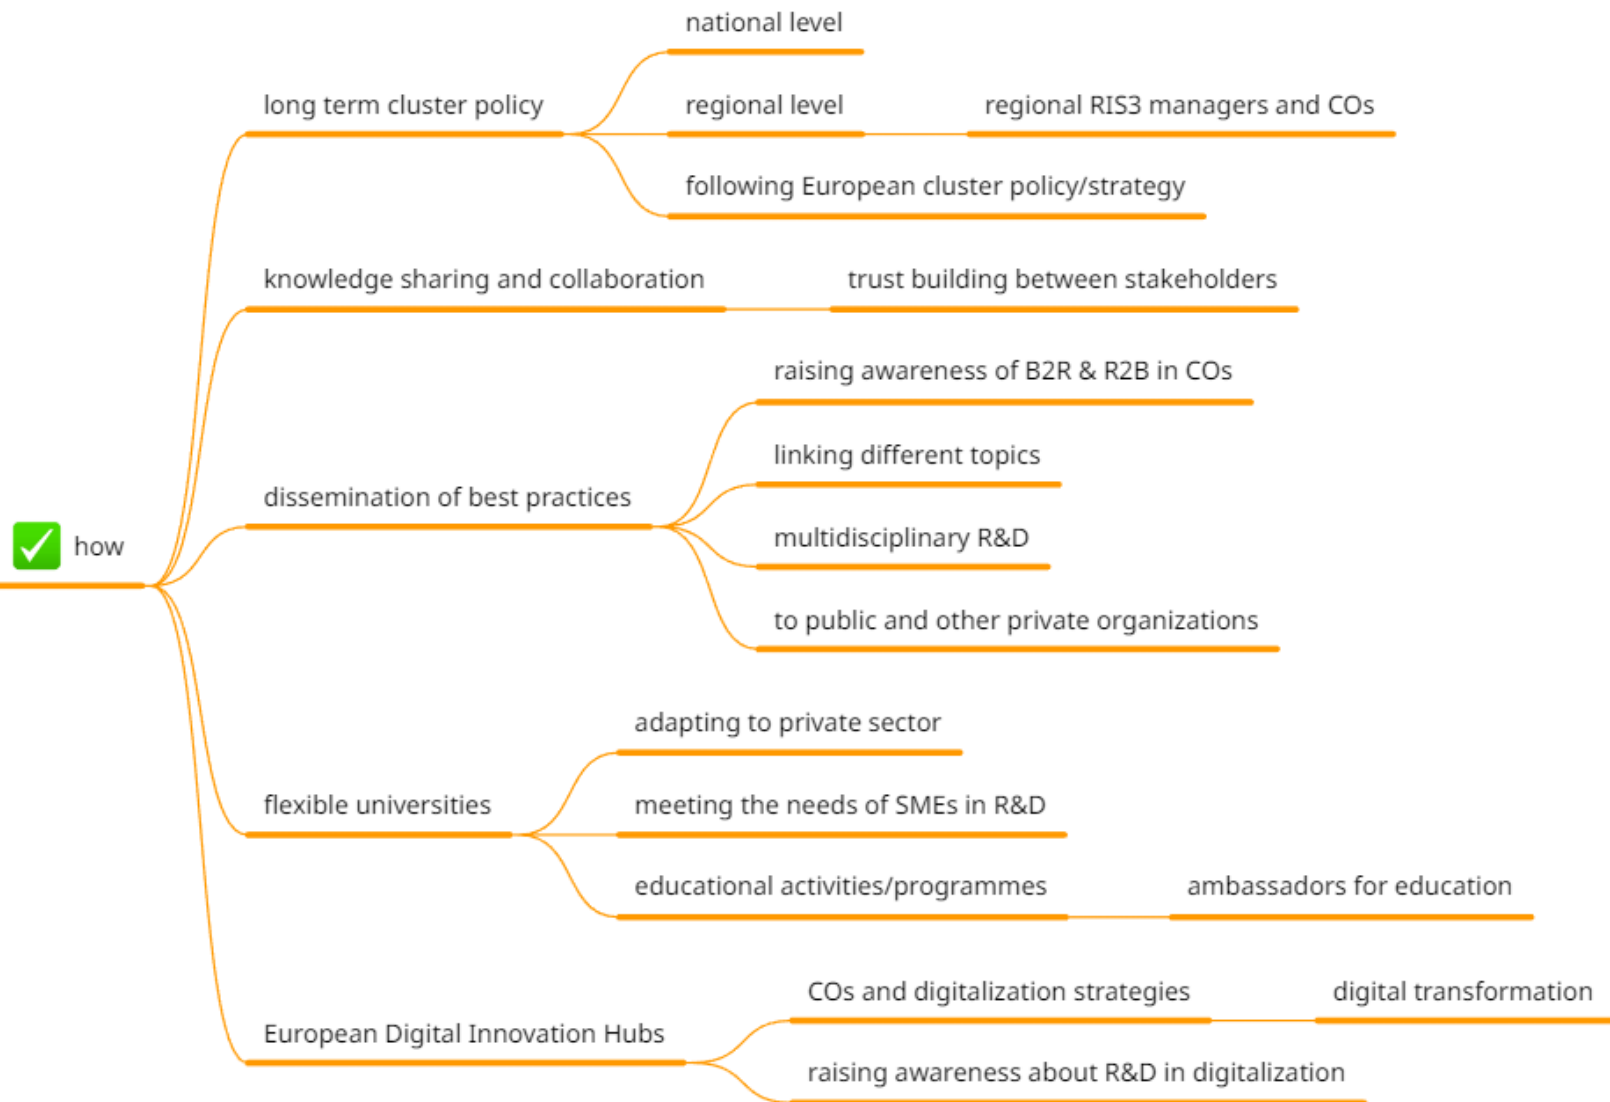 how
long term cluster policy
national level
regional level
regional RIS3 managers and COs
following European cluster policy/strategy
knowledge sharing and collaboration
trust building between stakeholders
dissemination of best practices
raising awareness of B2R & R2B in COs
linking different topics
multidisciplinary R&D
to public and other private organizations
flexible universities
adapting to private sector
meeting the needs of SMEs in R&D
educational activities/programmes
ambassadors for education
European Digital Innovation Hubs
COs and digitalization strategies
digital transformation
raising awareness about R&D in digitalization